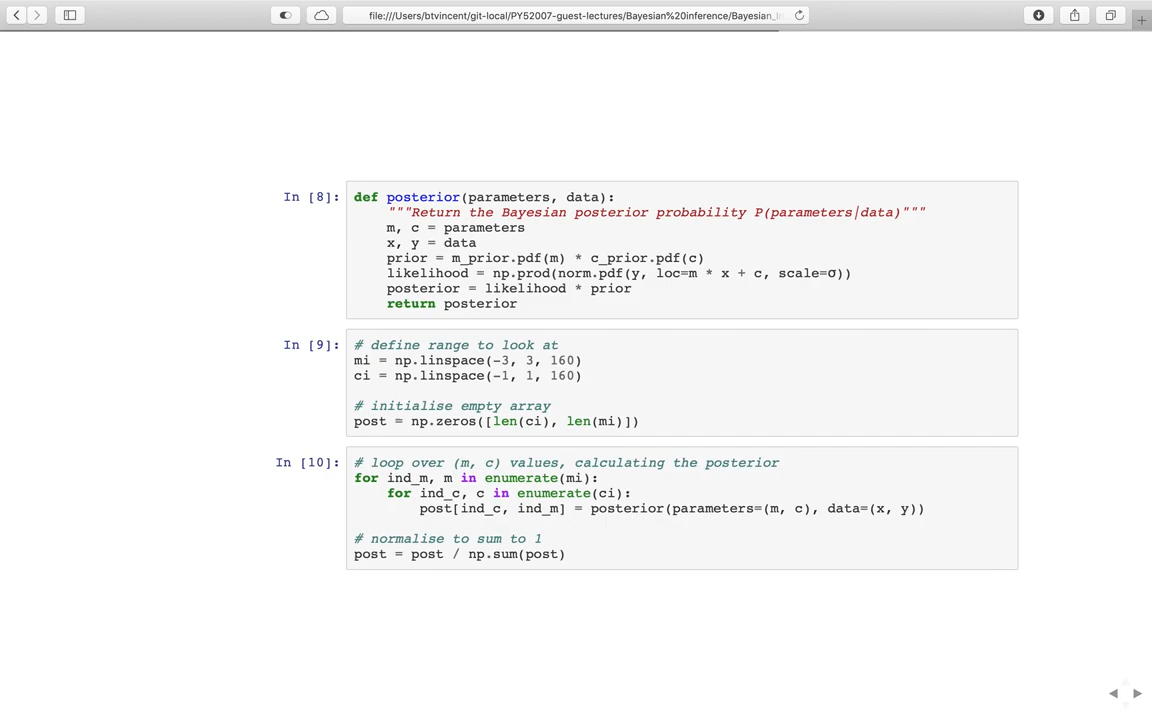 file:///Users/btvincent/git-local/PY52007-guest-lectures/Bayesian%20inference/Bayesian_
In [8]:
def posterior(parameters, data):
    """Return the Bayesian posterior probability P(parameters|data)"""
    m, c = parameters
    x, y = data
    prior = m_prior.pdf(m) * c_prior.pdf(c)
    likelihood = np.prod(norm.pdf(y, loc=m * x + c, scale=σ))
    posterior = likelihood * prior
    return posterior
In [9]:
# define range to look at
mi = np.linspace(-3, 3, 160)
ci = np.linspace(-1, 1, 160)
# initialise empty array
post = np.zeros([len(ci), len(mi)])
In [10]:
# loop over (m, c) values, calculating the posterior
for ind_m, m in enumerate(mi):
    for ind_c, c in enumerate(ci):
        post[ind_c, ind_m] = posterior(parameters=(m, c), data=(x, y))
# normalise to sum to 1
post = post / np.sum(post)